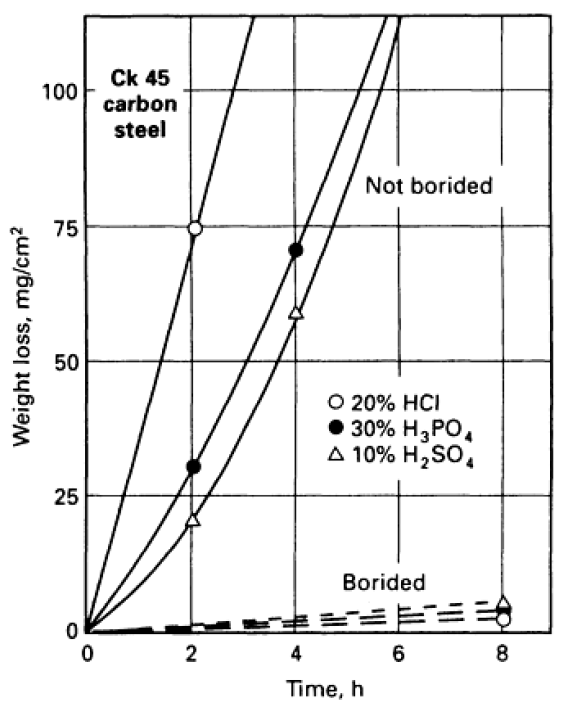 Ck 45
carbon
steel
100
Not borided
75
Weight loss, mg/cm²
50
20% HCl
30% H₃PO₄
10% H₂SO₄
25
Borided
0
0 2 4 6 8
Time, h